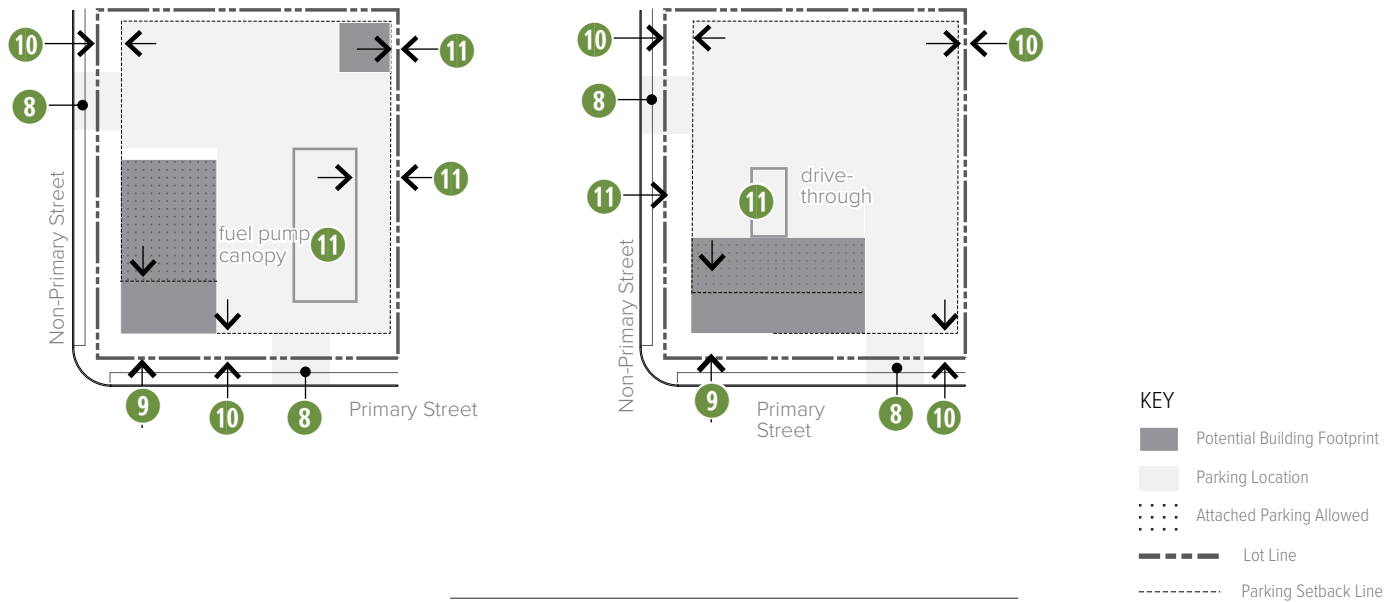 10
11
8
11
Non-Primary Street
fuel pump
canopy
11
9
10
8
Primary Street
10
10
8
11
11
drive-
through
Non-Primary Street
9
Primary
Street
8
10
KEY
Potential Building Footprint
Parking Location
Attached Parking Allowed
Lot Line
Parking Setback Line